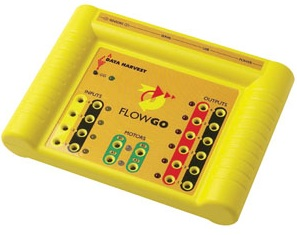 DATA HARVEST
INPUTS
OUTPUTS
FLOWGO
MOTORS